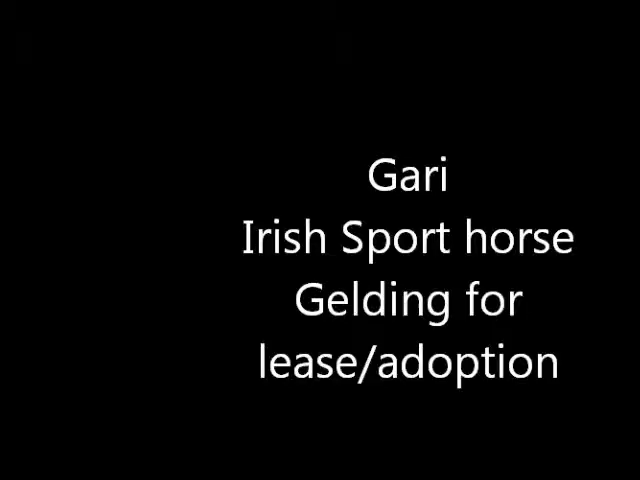 Gari
Irish Sport horse
Gelding for
lease/adoption